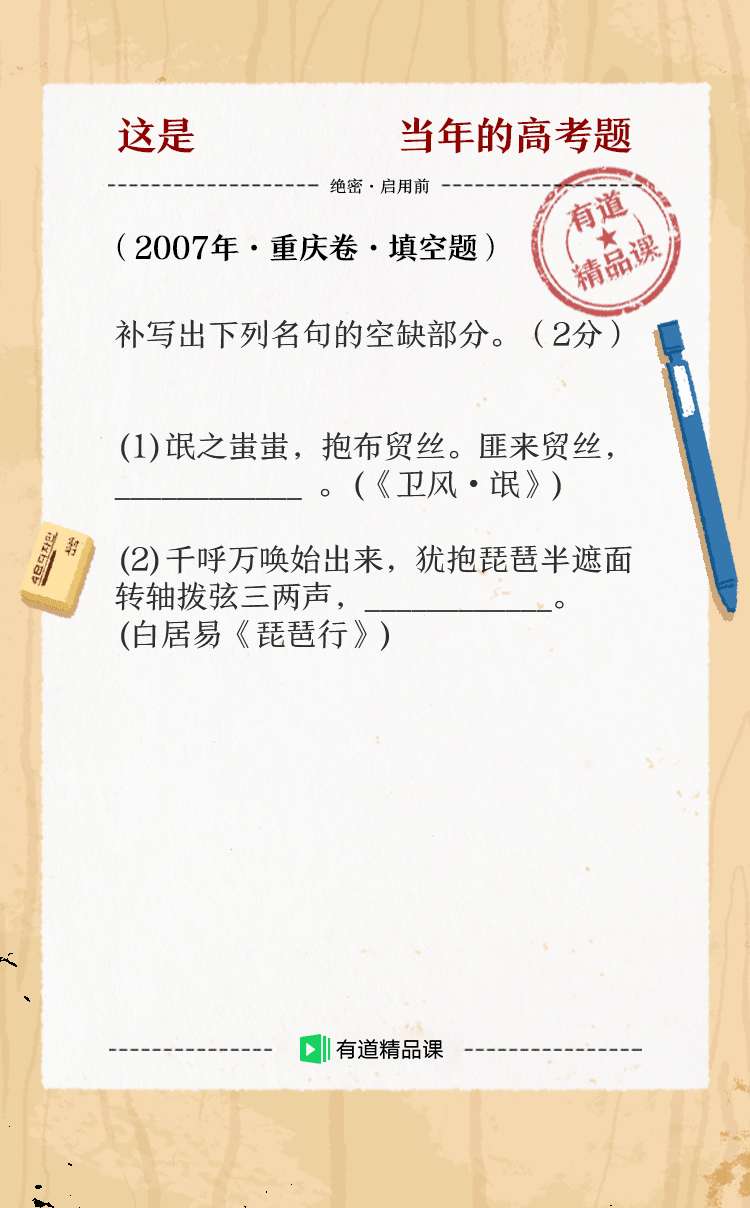 这是 当年的高考题
绝密·启用前
有道
精品课
（2007年·重庆卷·填空题）
补写出下列名句的空缺部分。（2分）
(1)氓之蚩蚩，抱布贸丝。匪来贸丝，
____________ 。(《卫风·氓》)
(2)千呼万唤始出来，犹抱琵琶半遮面
转轴拨弦三两声，____________。
(白居易《琵琶行》)
有道精品课